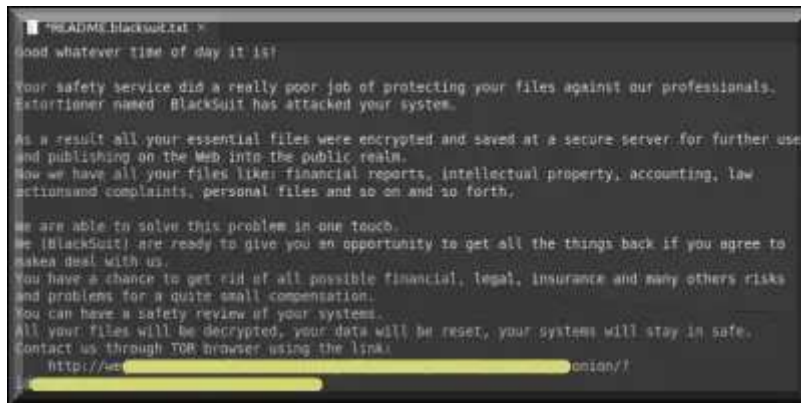 *README.blacksuit.txt ×
Good whatever time of day it is!
Your safety service did a really poor job of protecting your files against our professionals.
Extortioner named  BlackSuit has attacked your system.
As a result all your essential files were encrypted and saved at a secure server for further use
and publishing on the Web into the public realm.
Now we have all your files like: financial reports, intellectual property, accounting, law
actionsand complaints, personal files and so on and so forth.
We are able to solve this problem in one touch.
We (BlackSuit) are ready to give you an opportunity to get all the things back if you agree to
makea deal with us.
You have a chance to get rid of all possible financial, legal, insurance and many others risks
and problems for a quite small compensation.
You can have a safety review of your systems.
All your files will be decrypted, your data will be reset, your systems will stay in safe.
Contact us through TOR browser using the link:
http://we onion/?